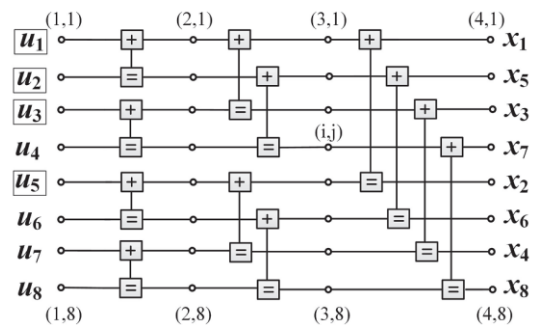 (1,1) (2,1) (3,1) (4,1)
u1 + + + x1
u2 = + + x5
u3 + = + x3
(i,j)
u4 = = + x7
u5 + + = x2
u6 = + = x6
u7 + = = x4
u8 = = = x8
(1,8) (2,8) (3,8) (4,8)